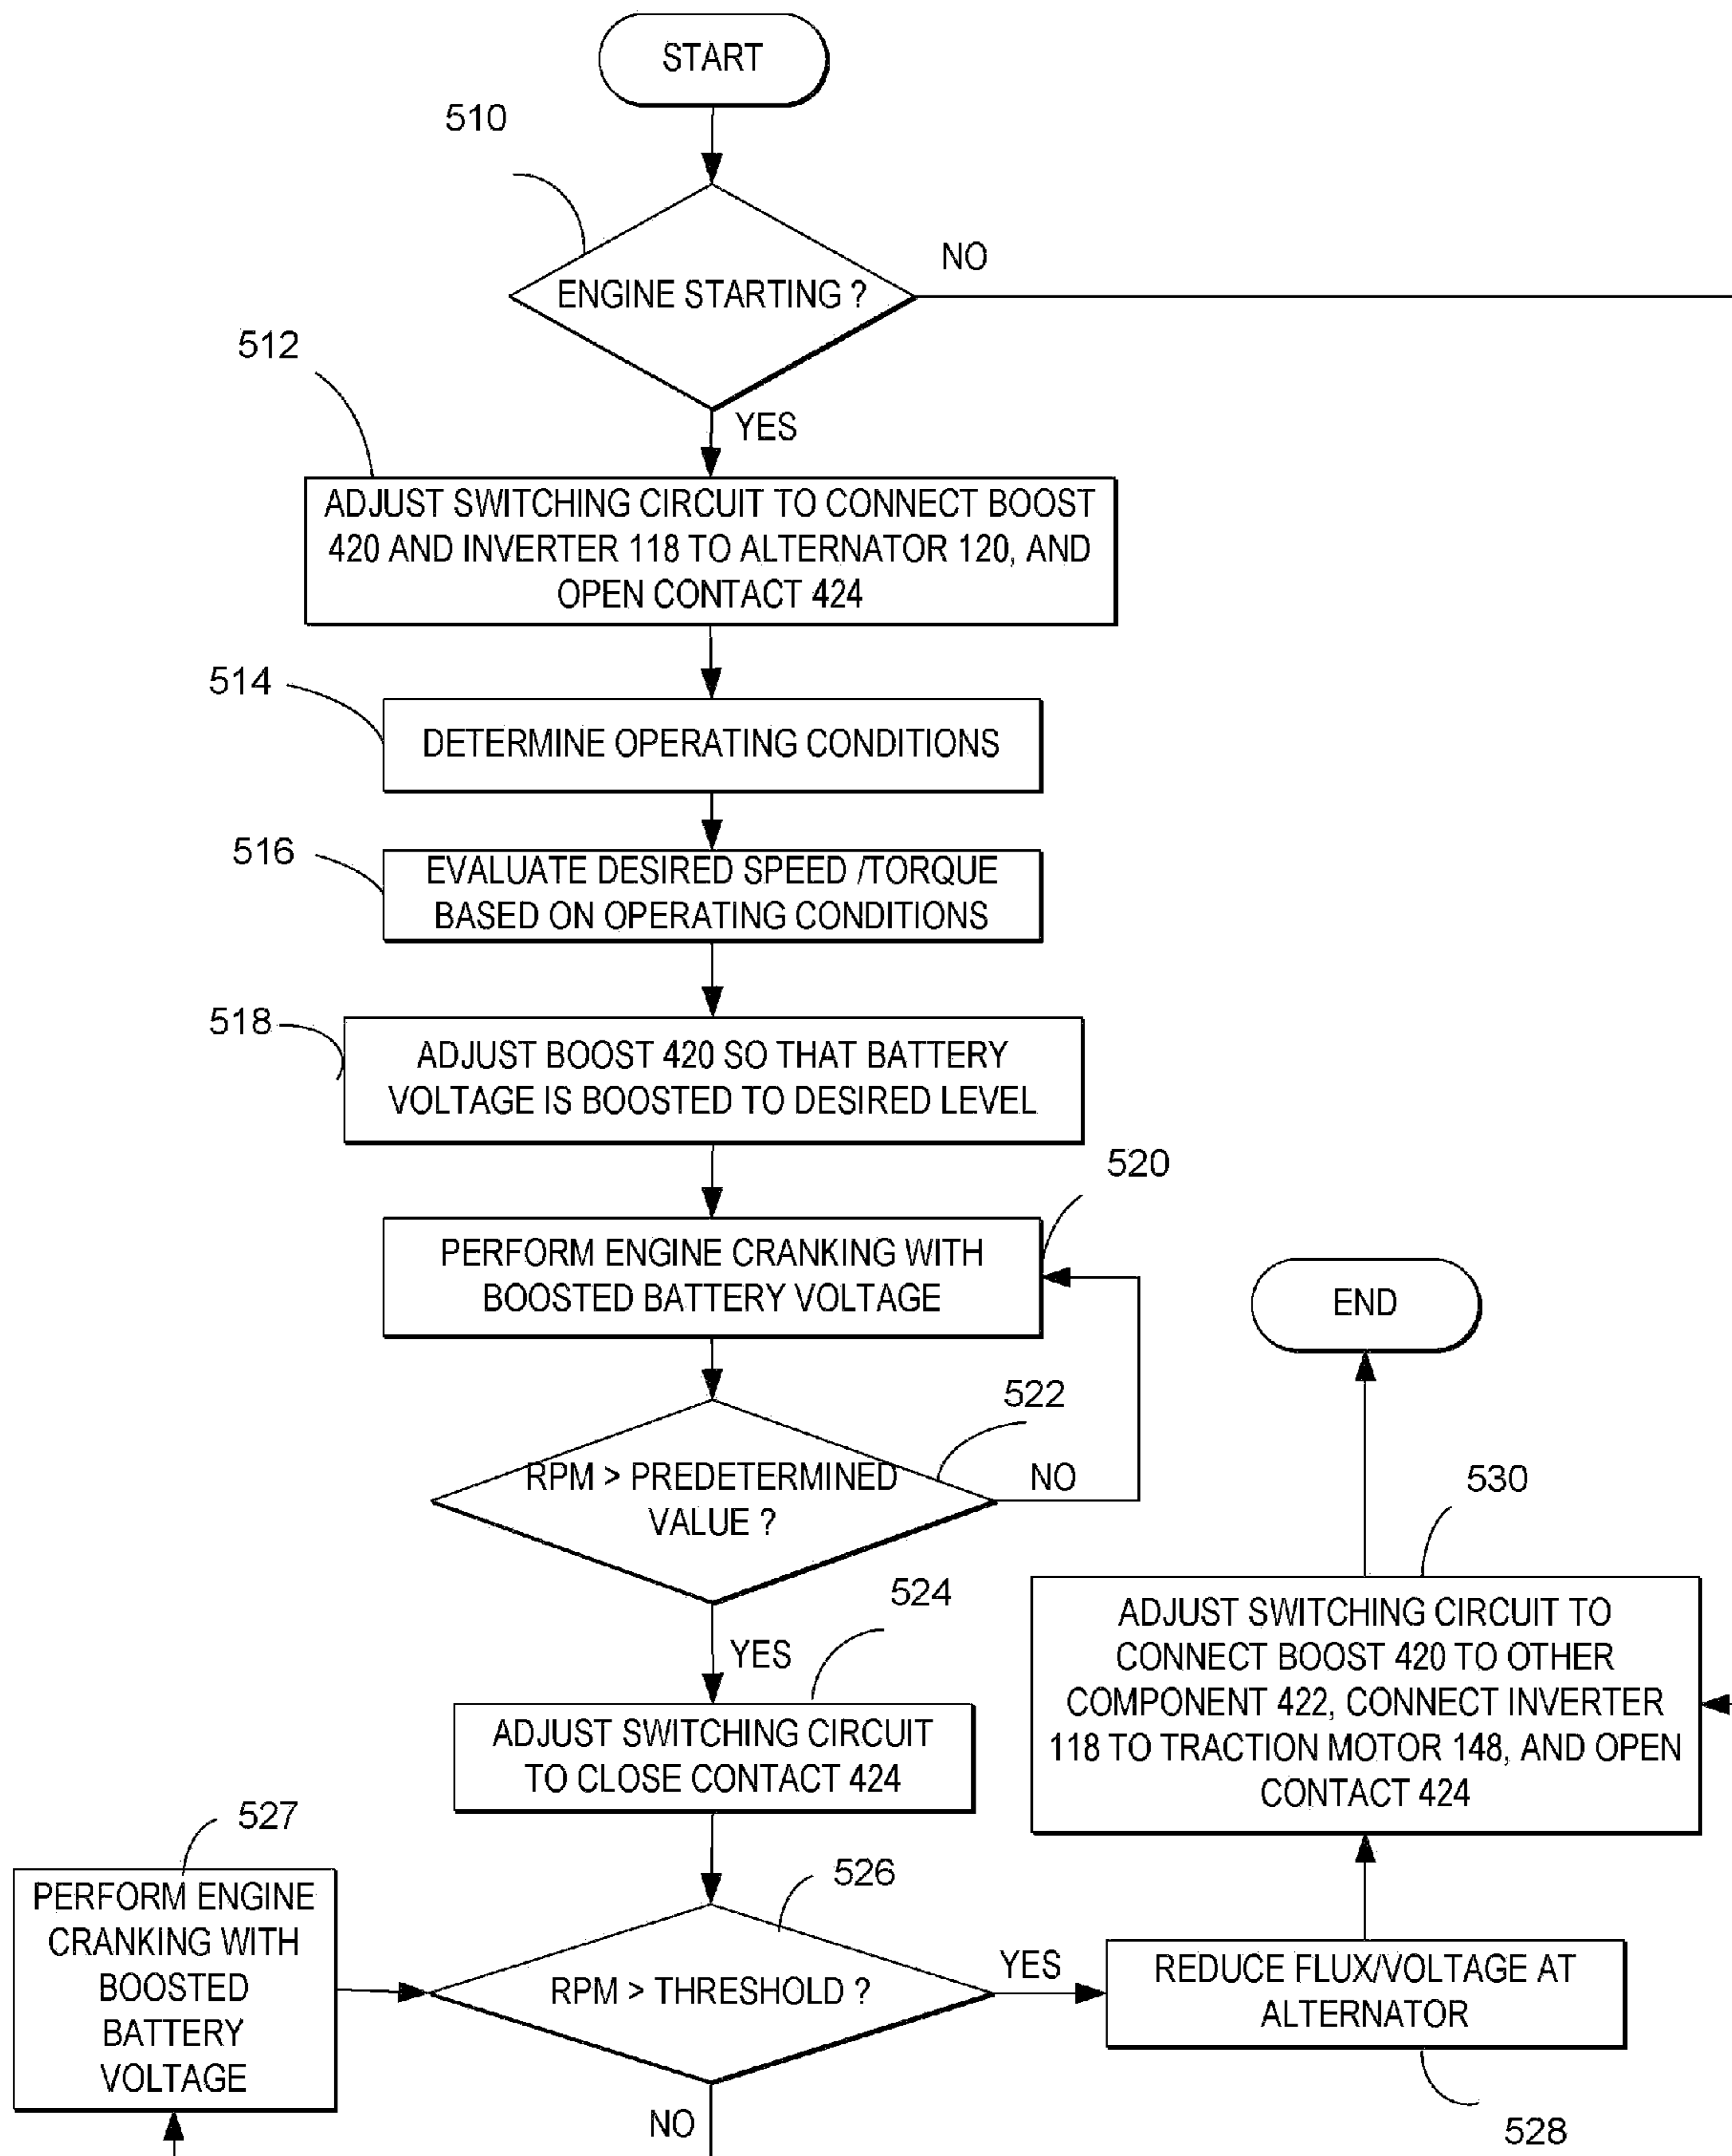 START
510
ENGINE STARTING ?
NO
512
YES
ADJUST SWITCHING CIRCUIT TO CONNECT BOOST
420 AND INVERTER 118 TO ALTERNATOR 120, AND
OPEN CONTACT 424
514
DETERMINE OPERATING CONDITIONS
516
EVALUATE DESIRED SPEED /TORQUE
BASED ON OPERATING CONDITIONS
518
ADJUST BOOST 420 SO THAT BATTERY
VOLTAGE IS BOOSTED TO DESIRED LEVEL
520
PERFORM ENGINE CRANKING WITH
BOOSTED BATTERY VOLTAGE
END
522
RPM > PREDETERMINED
VALUE ?
NO
530
524
YES
ADJUST SWITCHING CIRCUIT TO
CONNECT BOOST 420 TO OTHER
COMPONENT 422, CONNECT INVERTER
118 TO TRACTION MOTOR 148, AND OPEN
CONTACT 424
ADJUST SWITCHING CIRCUIT
TO CLOSE CONTACT 424
527
PERFORM ENGINE
CRANKING WITH
BOOSTED
BATTERY
VOLTAGE
526
RPM > THRESHOLD ?
YES
REDUCE FLUX/VOLTAGE AT
ALTERNATOR
NO
528